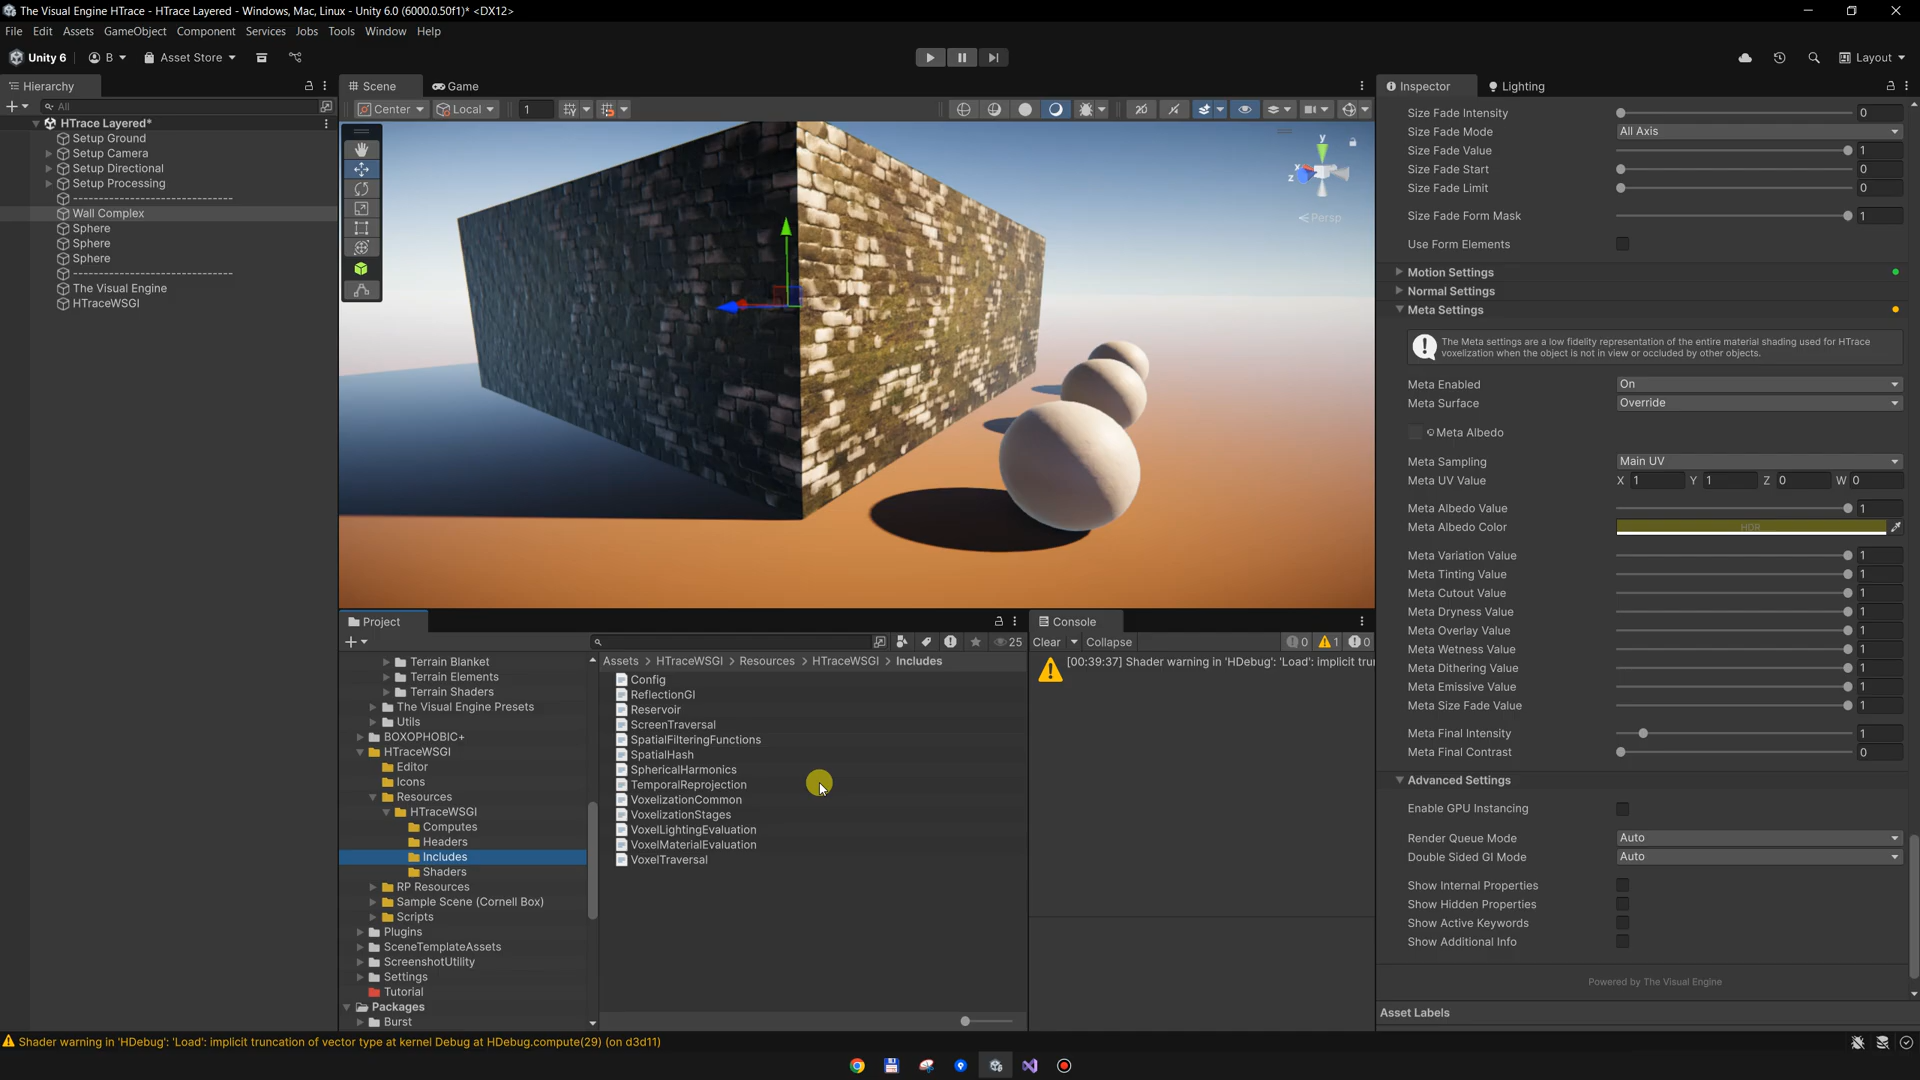 The Visual Engine HTrace - HTrace Layered - Windows, Mac, Linux - Unity 6.0 (6000.0.50f1)* <DX12>
File Edit Assets GameObject Component Services Jobs Tools Window Help
Unity 6 B Asset Store Layout
Hierarchy
All
HTrace Layered*
Setup Ground
Setup Camera
Setup Directional
Setup Processing
--------------------------------
Wall Complex
Sphere
Sphere
Sphere
--------------------------------
The Visual Engine
HTraceWSGI
Scene Game
Center Local 1
y
x
z
Persp
Project
25
Terrain Blanket
Terrain Elements
Terrain Shaders
The Visual Engine Presets
Utils
BOXOPHOBIC+
HTraceWSGI
Editor
Icons
Resources
HTraceWSGI
Computes
Headers
Includes
Shaders
RP Resources
Sample Scene (Cornell Box)
Scripts
Plugins
SceneTemplateAssets
ScreenshotUtility
Settings
Tutorial
Packages
Burst
Assets > HTraceWSGI > Resources > HTraceWSGI > Includes
Config
ReflectionGI
Reservoir
ScreenTraversal
SpatialFilteringFunctions
SpatialHash
SphericalHarmonics
TemporalReprojection
VoxelizationCommon
VoxelizationStages
VoxelLightingEvaluation
VoxelMaterialEvaluation
VoxelTraversal
Console
Clear Collapse 0 1 0
[00:39:37] Shader warning in 'HDebug': 'Load': implicit trun
Inspector Lighting
Size Fade Intensity 0
Size Fade Mode All Axis
Size Fade Value 1
Size Fade Start 0
Size Fade Limit 0
Size Fade Form Mask 1
Use Form Elements
Motion Settings
Normal Settings
Meta Settings
The Meta settings are a low fidelity representation of the entire material shading used for HTrace
voxelization when the object is not in view or occluded by other objects.
Meta Enabled On
Meta Surface Override
Meta Albedo
Meta Sampling Main UV
Meta UV Value X 1 Y 1 Z 0 W 0
Meta Albedo Value 1
Meta Albedo Color HDR
Meta Variation Value 1
Meta Tinting Value 1
Meta Cutout Value 1
Meta Dryness Value 1
Meta Overlay Value 1
Meta Wetness Value 1
Meta Dithering Value 1
Meta Emissive Value 1
Meta Size Fade Value 1
Meta Final Intensity 1
Meta Final Contrast 0
Advanced Settings
Enable GPU Instancing
Render Queue Mode Auto
Double Sided GI Mode Auto
Show Internal Properties
Show Hidden Properties
Show Active Keywords
Show Additional Info
Powered by The Visual Engine
Asset Labels
Shader warning in 'HDebug': 'Load': implicit truncation of vector type at kernel Debug at HDebug.compute(29) (on d3d11)